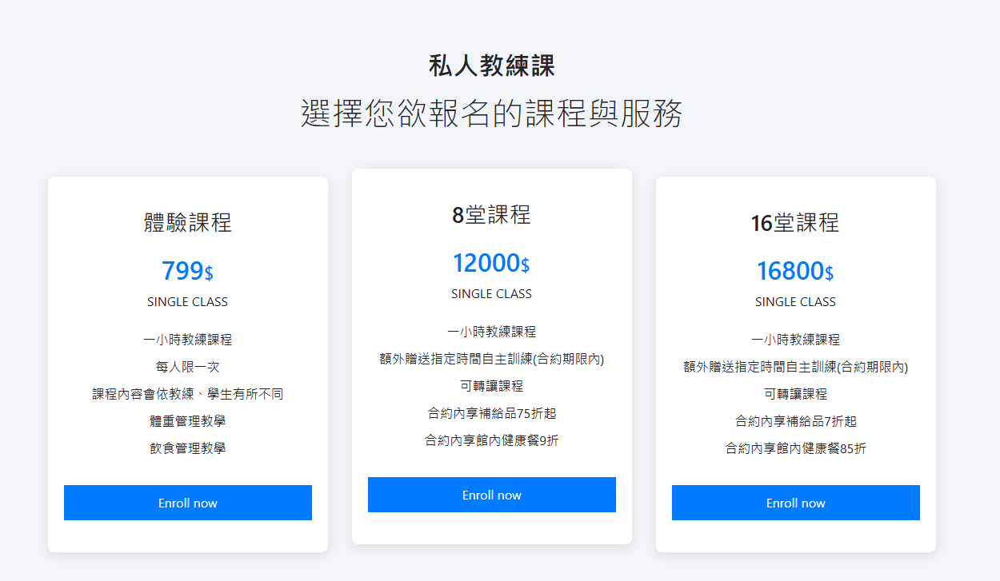 私人教練課
選擇您欲報名的課程與服務
體驗課程
799$
SINGLE CLASS
一小時教練課程
每人限一次
課程內容會依教練、學生有所不同
體重管理教學
飲食管理教學
Enroll now
8堂課程
12000$
SINGLE CLASS
一小時教練課程
額外贈送指定時間自主訓練(合約期限內)
可轉讓課程
合約內享補給品75折起
合約內享館內健康餐9折
Enroll now
16堂課程
16800$
SINGLE CLASS
一小時教練課程
額外贈送指定時間自主訓練(合約期限內)
可轉讓課程
合約內享補給品7折起
合約內享館內健康餐85折
Enroll now